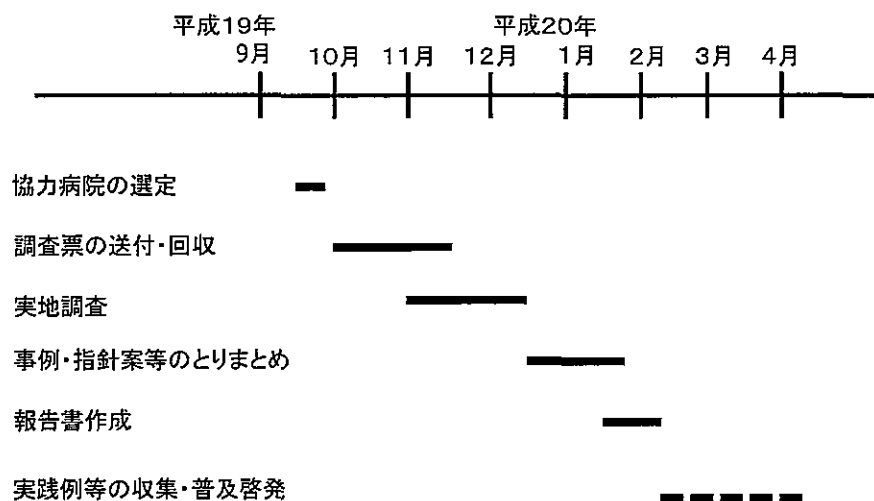 平成19年 平成20年
9月 10月 11月 12月 1月 2月 3月 4月
協力病院の選定
調査票の送付・回収
実地調査
事例・指針案等のとりまとめ
報告書作成
実践例等の収集・普及啓発